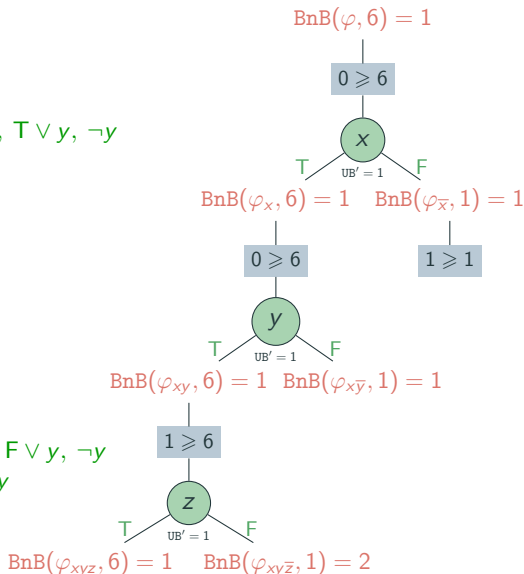 BnB(φ, 6) = 1
0 ⩾ 6
, T ∨ y, ¬y
x
T F
UB′ = 1
BnB(φ_x, 6) = 1 BnB(φ_x̅, 1) = 1
0 ⩾ 6 1 ⩾ 1
y
T F
UB′ = 1
BnB(φ_xy, 6) = 1 BnB(φ_xy̅, 1) = 1
F ∨ y, ¬y
1 ⩾ 6
y
z
T F
UB′ = 1
BnB(φ_xyz, 6) = 1 BnB(φ_xyz̅, 1) = 2